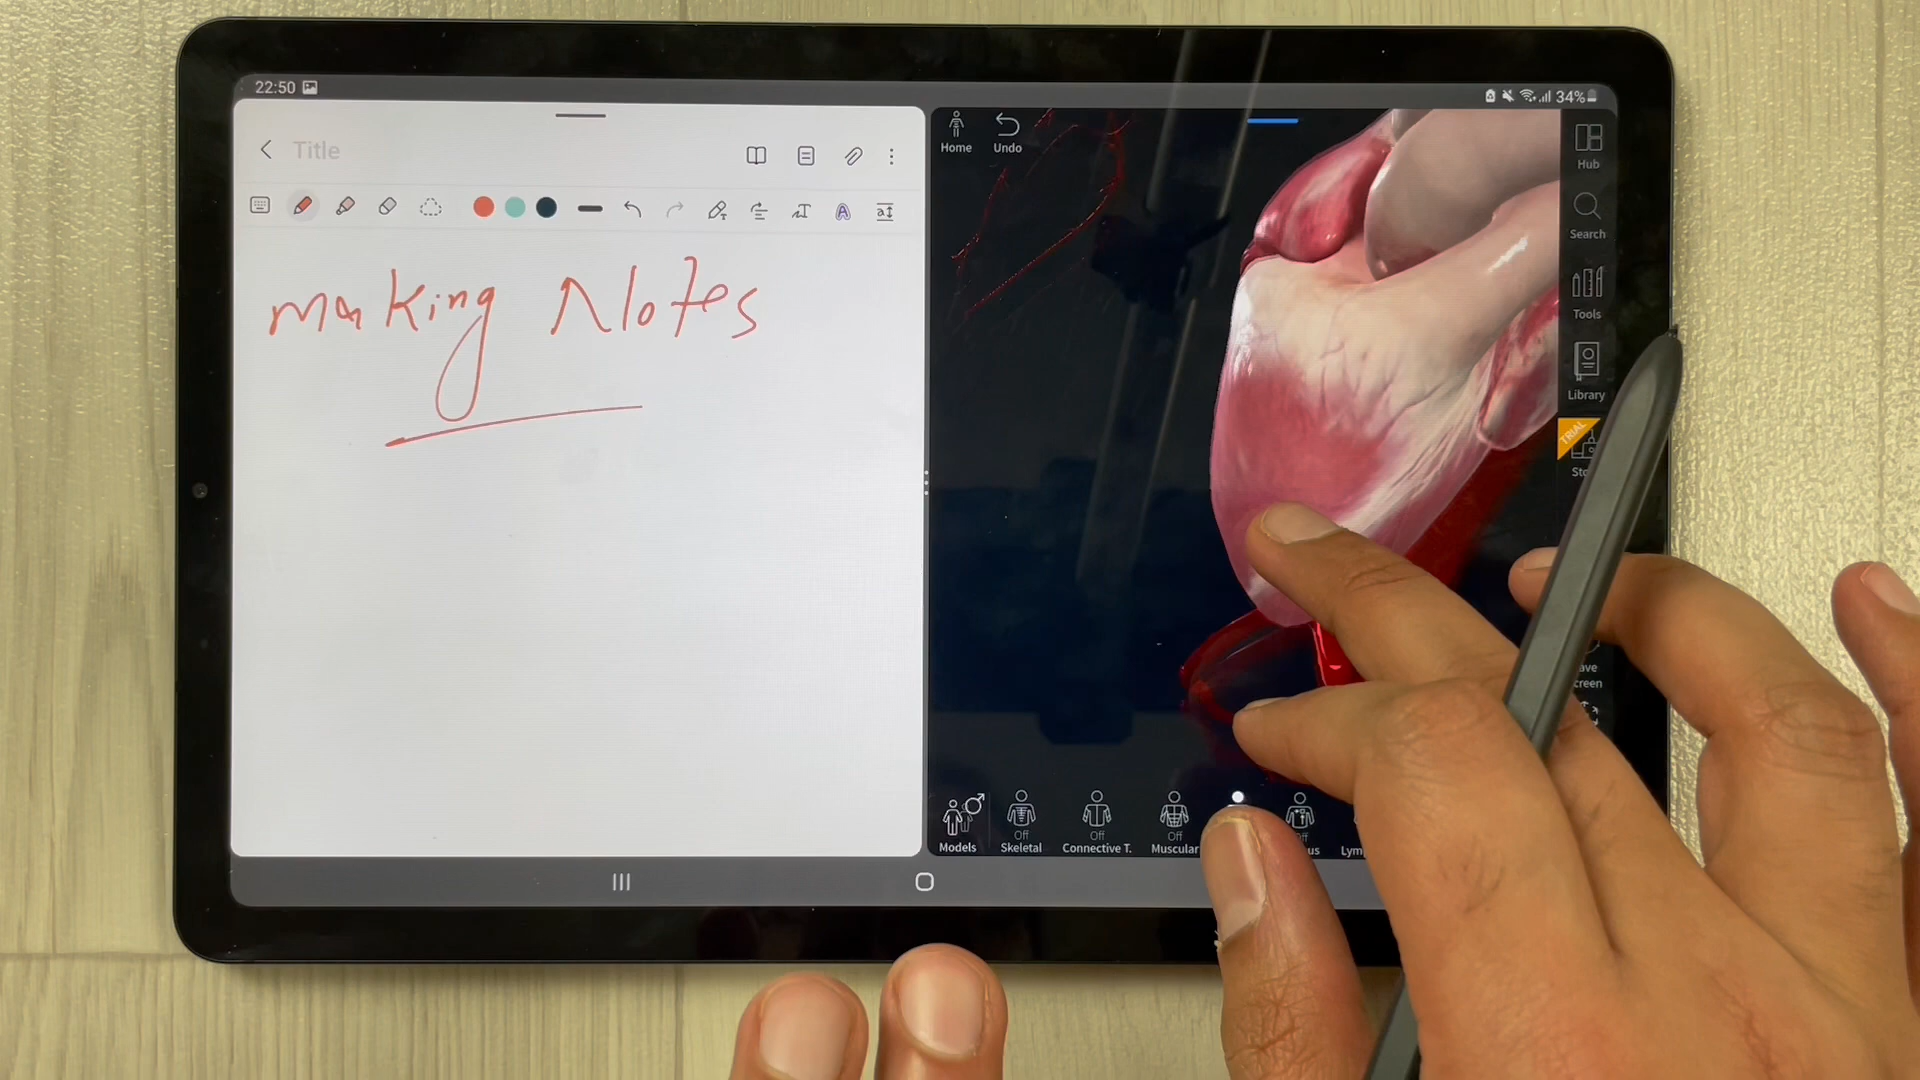 22:50
34%
Title
Making Notes
Home
Undo
Hub
Search
Tools
Library
TRIAL
Models
Off
Skeletal
Off
Connective T.
Off
Muscular